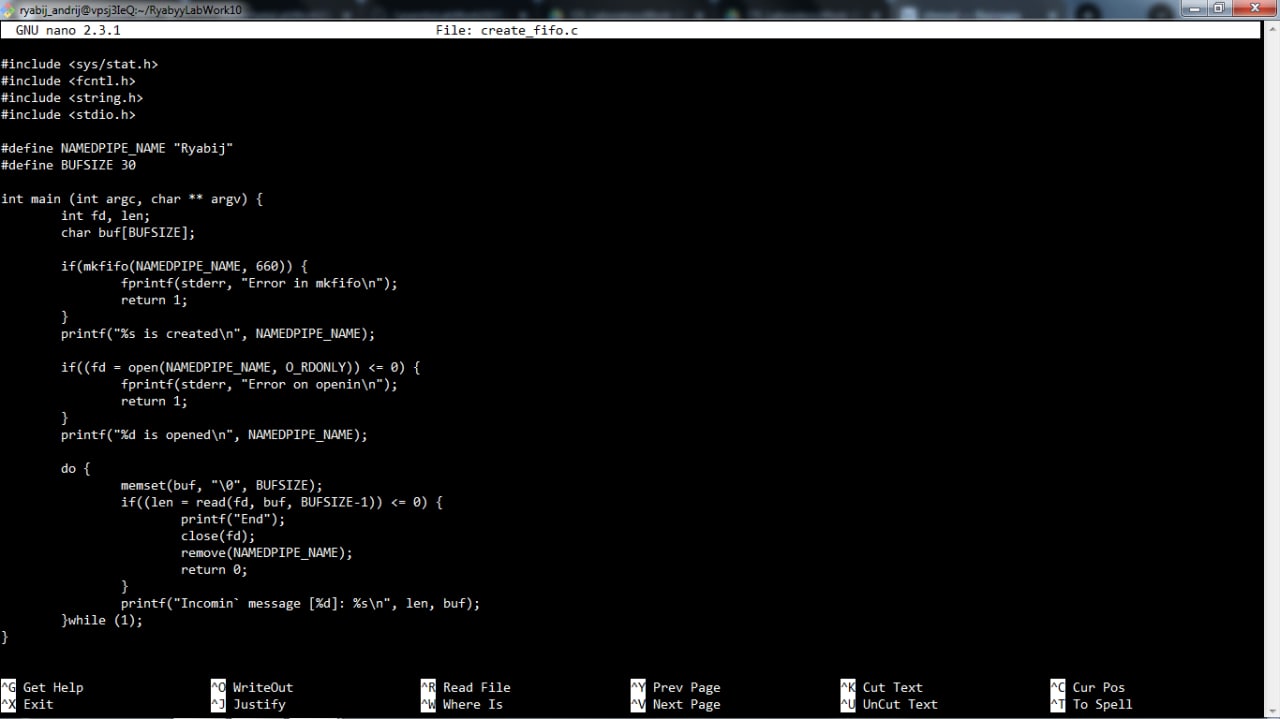 ryabij_andrij@vpsj3IeQ:~/RyabyyLabWork10
GNU nano 2.3.1 File: create_fifo.c
#include <sys/stat.h>
#include <fcntl.h>
#include <string.h>
#include <stdio.h>
#define NAMEDPIPE_NAME "Ryabij"
#define BUFSIZE 30
int main (int argc, char ** argv) {
        int fd, len;
        char buf[BUFSIZE];
        if(mkfifo(NAMEDPIPE_NAME, 660)) {
                fprintf(stderr, "Error in mkfifo\n");
                return 1;
        }
        printf("%s is created\n", NAMEDPIPE_NAME);
        if((fd = open(NAMEDPIPE_NAME, O_RDONLY)) <= 0) {
                fprintf(stderr, "Error on openin\n");
                return 1;
        }
        printf("%d is opened\n", NAMEDPIPE_NAME);
        do {
                memset(buf, "\0", BUFSIZE);
                if((len = read(fd, buf, BUFSIZE-1)) <= 0) {
                        printf("End");
                        close(fd);
                        remove(NAMEDPIPE_NAME);
                        return 0;
                }
                printf("Incomin` message [%d]: %s\n", len, buf);
        }while (1);
}
^G Get Help ^O WriteOut ^R Read File ^Y Prev Page ^K Cut Text ^C Cur Pos
^X Exit ^J Justify ^W Where Is ^V Next Page ^U UnCut Text ^T To Spell